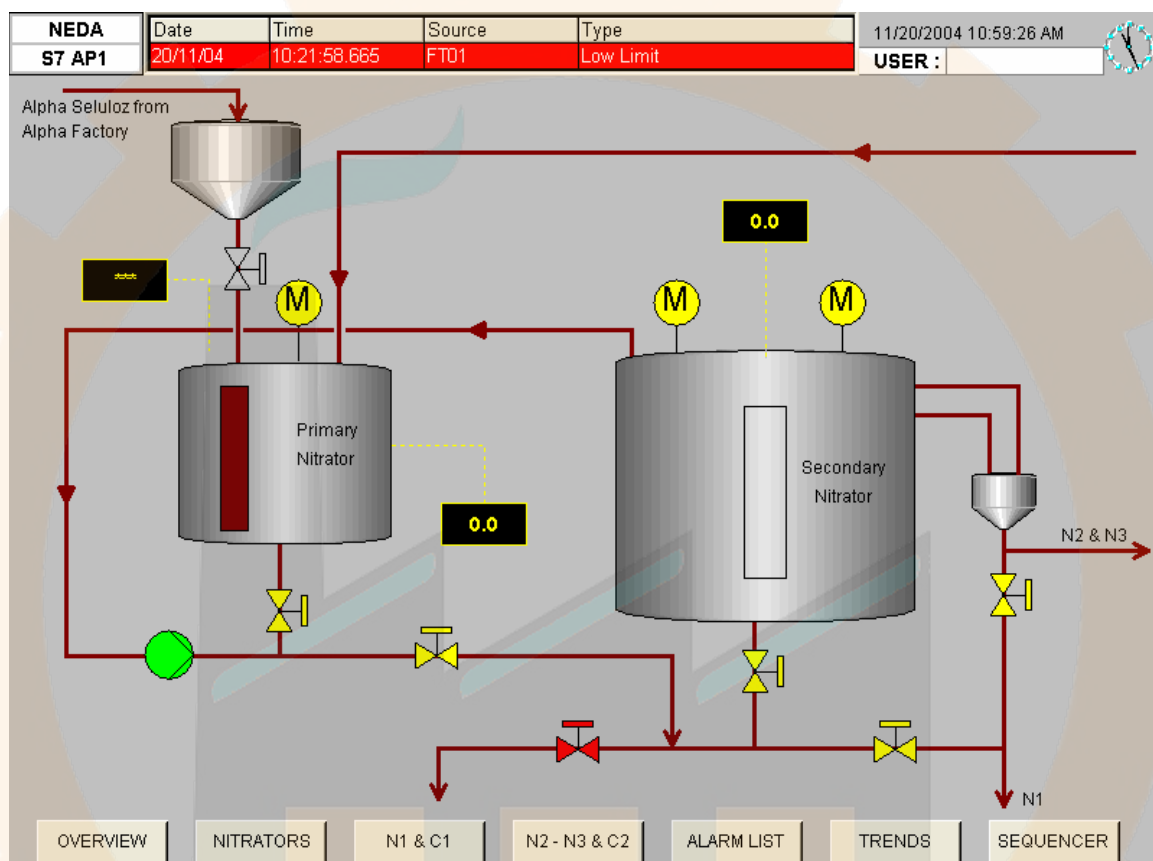 NEDA
S7 AP1
Date Time Source Type
20/11/04 10:21:58.665 FT01 Low Limit
11/20/2004 10:59:26 AM
USER :
Alpha Seluloz from
Alpha Factory
0.0
***
M
M
M
Primary
Nitrator
Secondary
Nitrator
0.0
N2 & N3
N1
OVERVIEW
NITRATORS
N1 & C1
N2 - N3 & C2
ALARM LIST
TRENDS
SEQUENCER